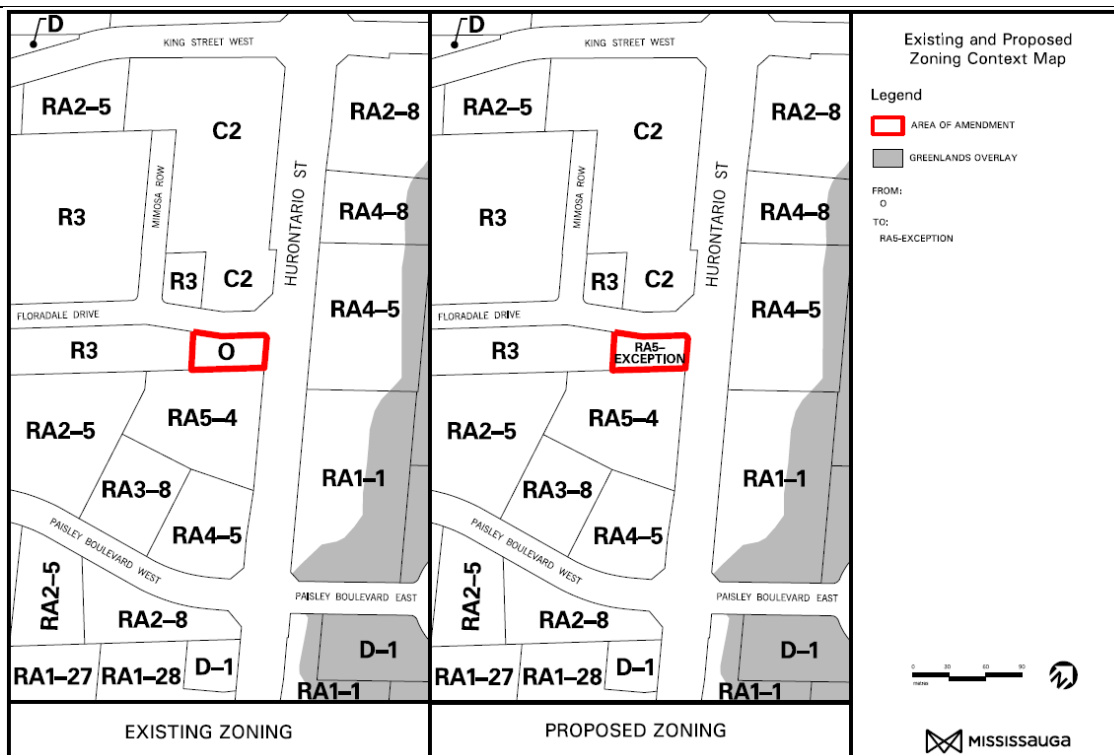 D
KING STREET WEST
RA2–5
C2
RA2–8
MIMOSA ROW
HURONTARIO ST
R3
RA4–8
R3
C2
RA4–5
FLORADALE DRIVE
R3
O
RA5–4
RA2–5
RA1–1
RA3–8
RA4–5
PAISLEY BOULEVARD WEST
RA2–5
PAISLEY BOULEVARD EAST
RA2–8
D–1
D–1
RA1–27
RA1–28
RA1–1
EXISTING ZONING
D
KING STREET WEST
RA2–5
C2
RA2–8
MIMOSA ROW
HURONTARIO ST
R3
RA4–8
R3
C2
RA4–5
FLORADALE DRIVE
R3
RA5–
EXCEPTION
RA5–4
RA2–5
RA1–1
RA3–8
RA4–5
PAISLEY BOULEVARD WEST
RA2–5
PAISLEY BOULEVARD EAST
RA2–8
D–1
D–1
RA1–27
RA1–28
RA1–1
PROPOSED ZONING
Existing and Proposed
Zoning Context Map
Legend
AREA OF AMENDMENT
GREENLANDS OVERLAY
FROM:
O
TO:
RA5-EXCEPTION
0 30 60 90
metres
MISSISSAUGA